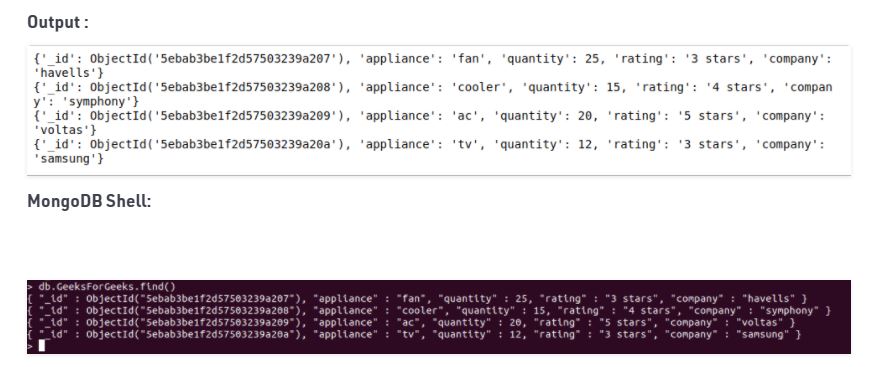 Output :
{'_id': ObjectId('5ebab3be1f2d57503239a207'), 'appliance': 'fan', 'quantity': 25, 'rating': '3 stars', 'company':
'havells'}
{'_id': ObjectId('5ebab3be1f2d57503239a208'), 'appliance': 'cooler', 'quantity': 15, 'rating': '4 stars', 'compan
y': 'symphony'}
{'_id': ObjectId('5ebab3be1f2d57503239a209'), 'appliance': 'ac', 'quantity': 20, 'rating': '5 stars', 'company':
'voltas'}
{'_id': ObjectId('5ebab3be1f2d57503239a20a'), 'appliance': 'tv', 'quantity': 12, 'rating': '3 stars', 'company':
'samsung'}
MongoDB Shell:
> db.GeeksForGeeks.find()
{ "_id" : ObjectId("5ebab3be1f2d57503239a207"), "appliance" : "fan", "quantity" : 25, "rating" : "3 stars", "company" : "havells" }
{ "_id" : ObjectId("5ebab3be1f2d57503239a208"), "appliance" : "cooler", "quantity" : 15, "rating" : "4 stars", "company" : "symphony" }
{ "_id" : ObjectId("5ebab3be1f2d57503239a209"), "appliance" : "ac", "quantity" : 20, "rating" : "5 stars", "company" : "voltas" }
{ "_id" : ObjectId("5ebab3be1f2d57503239a20a"), "appliance" : "tv", "quantity" : 12, "rating" : "3 stars", "company" : "samsung" }
>